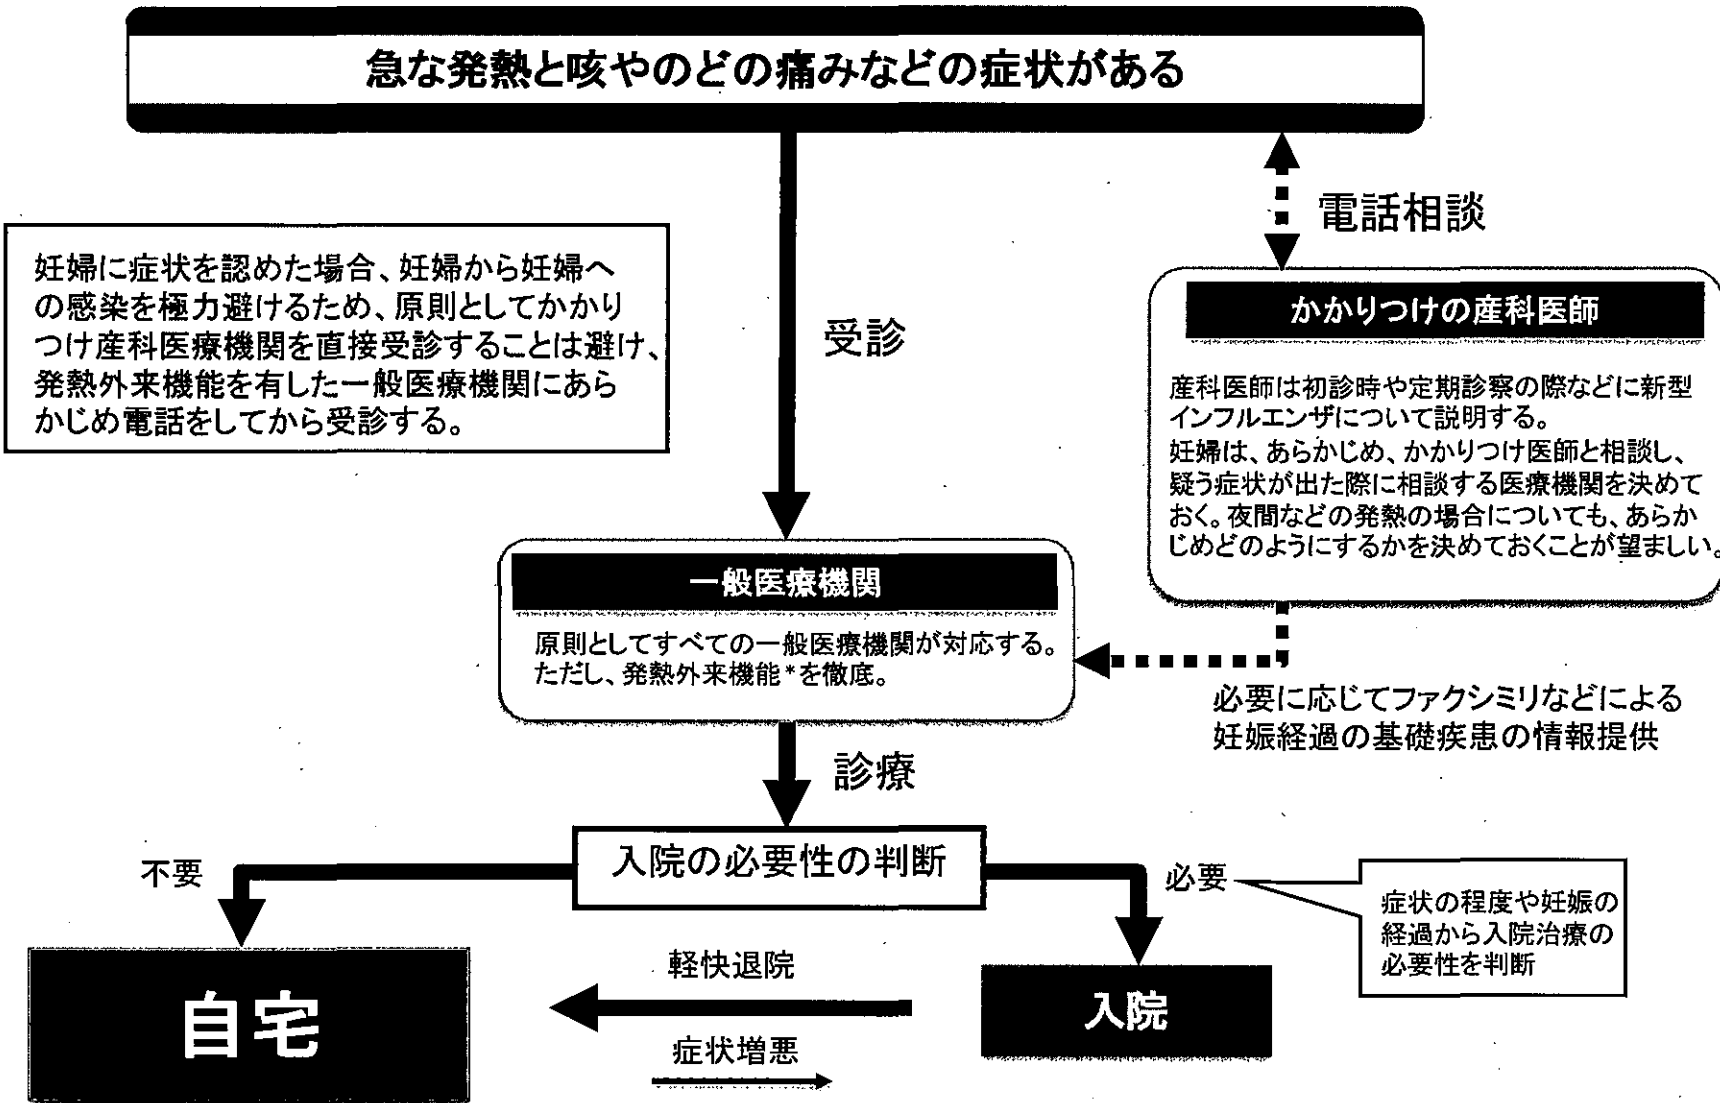 急な発熱と咳やのどの痛みなどの症状がある
電話相談
妊婦に症状を認めた場合、妊婦から妊婦へ
の感染を極力避けるため、原則としてかかり
つけ産科医療機関を直接受診することは避け、
発熱外来機能を有した一般医療機関にあら
かじめ電話をしてから受診する。
受診
かかりつけの産科医師
産科医師は初診時や定期診察の際などに新型
インフルエンザについて説明する。
妊婦は、あらかじめ、かかりつけ医師と相談し、
疑う症状が出た際に相談する医療機関を決めて
おく。夜間などの発熱の場合についても、あらか
じめどのようにするかを決めておくことが望ましい。
一般医療機関
原則としてすべての一般医療機関が対応する。
ただし、発熱外来機能*を徹底。
必要に応じてファクシミリなどによる
妊娠経過の基礎疾患の情報提供
診療
入院の必要性の判断
不要
必要
症状の程度や妊娠の
経過から入院治療の
必要性を判断
自宅
軽快退院
症状増悪
入院